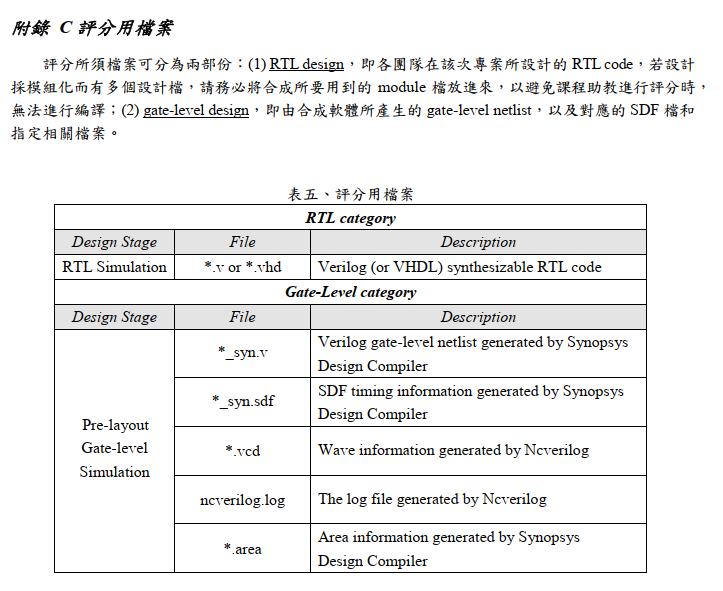 附錄 C 評分用檔案
評分所須檔案可分為兩部份：(1) RTL design，即各團隊在該次專案所設計的 RTL code，若設計
採模組化而有多個設計檔，請務必將合成所要用到的 module 檔放進來，以避免課程助教進行評分時，
無法進行編譯；(2) gate-level design，即由合成軟體所產生的 gate-level netlist，以及對應的 SDF 檔和
指定相關檔案。
表五、評分用檔案
RTL category
Design Stage File Description
RTL Simulation *.v or *.vhd Verilog (or VHDL) synthesizable RTL code
Gate-Level category
Design Stage File Description
Pre-layout
Gate-level
Simulation
*_syn.v
Verilog gate-level netlist generated by Synopsys
Design Compiler
*_syn.sdf
SDF timing information generated by Synopsys
Design Compiler
*.vcd Wave information generated by Ncverilog
ncverilog.log The log file generated by Ncverilog
*.area
Area information generated by Synopsys
Design Compiler